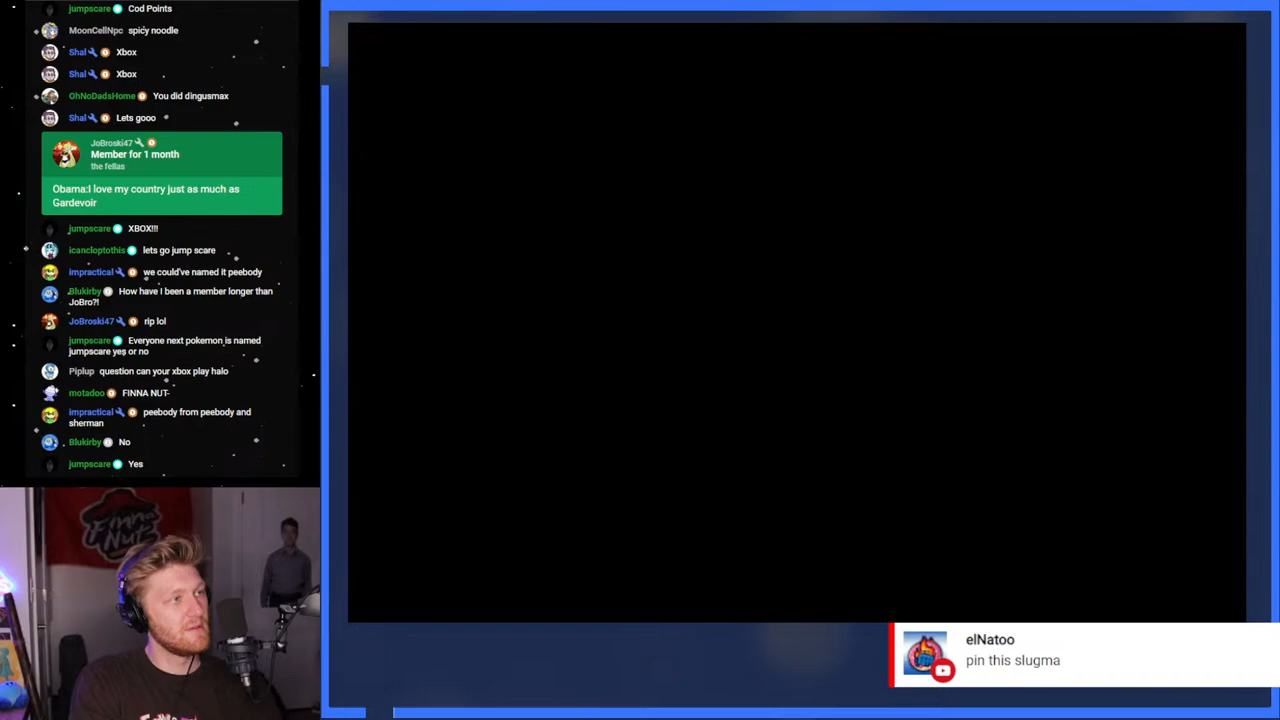 jumpscare Cod Points
MoonCellNpc spicy noodle
Shal Xbox
Shal Xbox
OhNoDadsHome You did dingusmax
Shal Lets gooo
JoBroski47
Member for 1 month
the fellas
Obama:I love my country just as much as
Gardevoir
jumpscare XBOX!!!
icancloptothis lets go jump scare
impractical we could've named it peebody
Blukirby How have I been a member longer than
JoBro?!
JoBroski47 rip lol
jumpscare Everyone next pokemon is named
jumpscare yes or no
Piplup question can your xbox play halo
motadoo FINNA NUT-
impractical peebody from peebody and
sherman
Blukirby No
jumpscare Yes
Finna
Nut
elNatoo
pin this slugma